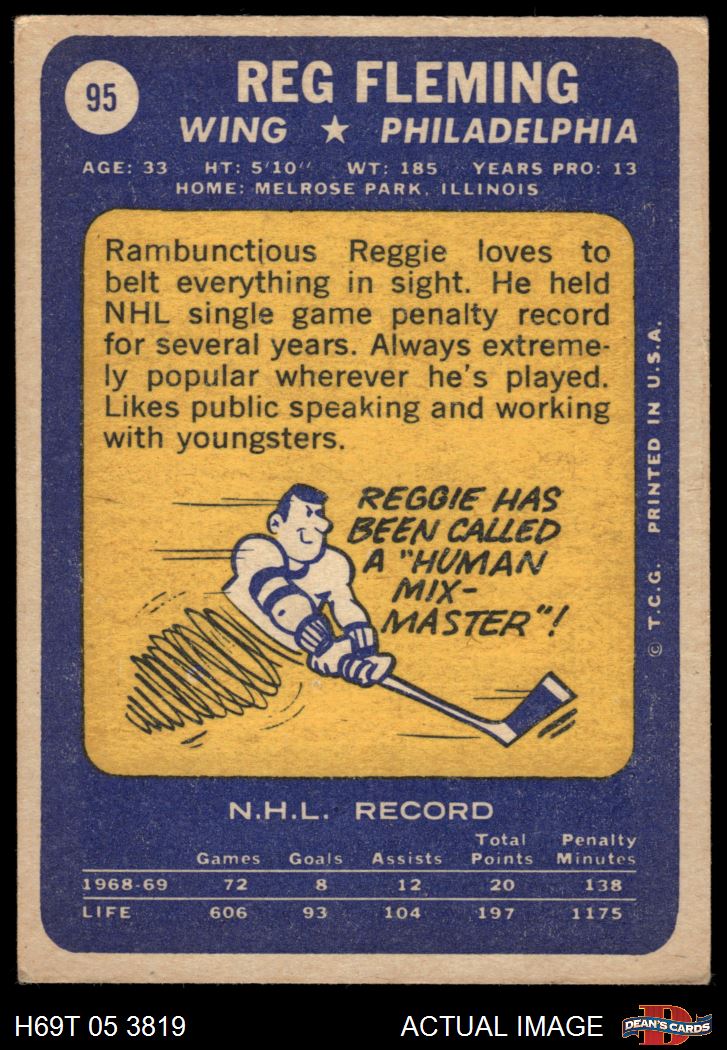 95
REG FLEMING
WING ★ PHILADELPHIA
AGE: 33 HT: 5'10" WT: 185 YEARS PRO: 13
HOME: MELROSE PARK, ILLINOIS
Rambunctious Reggie loves to
belt everything in sight. He held
NHL single game penalty record
for several years. Always extreme-
ly popular wherever he's played.
Likes public speaking and working
with youngsters.
REGGIE HAS
BEEN CALLED
A "HUMAN
MIX-
MASTER"!
© T.C.G. PRINTED IN U.S.A.
N.H.L. RECORD
Games Goals Assists Total Points Penalty Minutes
1968-69 72 8 12 20 138
LIFE 606 93 104 197 1175
H69T 05 3819 ACTUAL IMAGE
D
DEAN'S CARDS